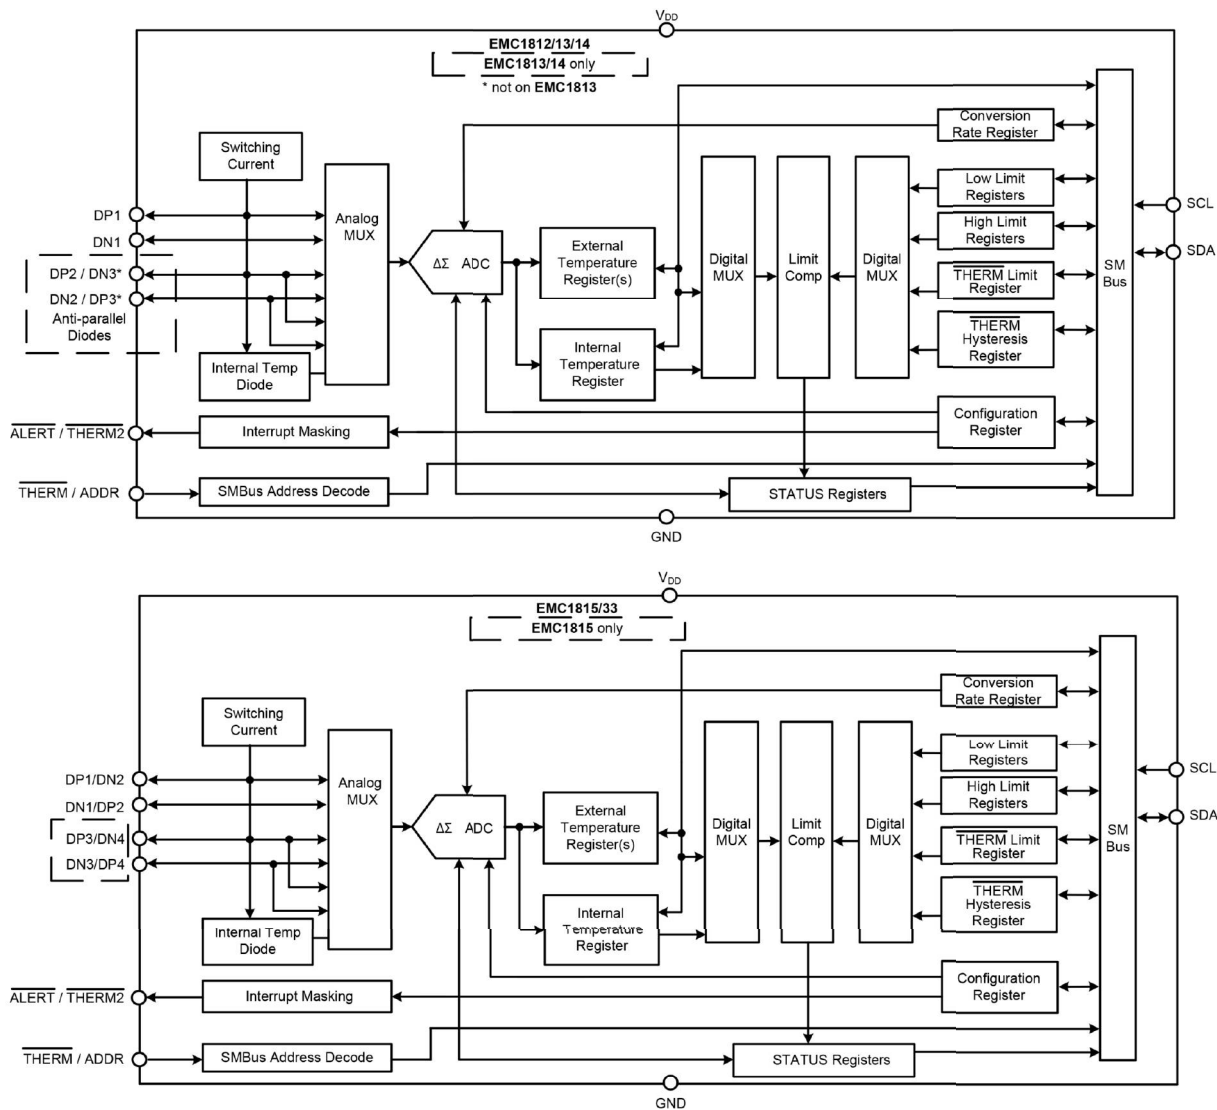 VDD
EMC1812/13/14
EMC1813/14 only
* not on EMC1813
Switching
Current
Analog
MUX
DP1
DN1
DP2 / DN3*
DN2 / DP3*
Anti-parallel
Diodes
Internal Temp
Diode
ΔΣ ADC
External
Temperature
Register(s)
Internal
Temperature
Register
Digital
MUX
Limit
Comp
Digital
MUX
Conversion
Rate Register
Low Limit
Registers
High Limit
Registers
THERM Limit
Register
THERM
Hysteresis
Register
Configuration
Register
SM
Bus
SCL
SDA
ALERT / THERM2
Interrupt Masking
THERM / ADDR
SMBus Address Decode
STATUS Registers
GND
VDD
EMC1815/33
EMC1815 only
Switching
Current
Analog
MUX
DP1/DN2
DN1/DP2
DP3/DN4
DN3/DP4
Internal Temp
Diode
ΔΣ ADC
External
Temperature
Register(s)
Internal
Temperature
Register
Digital
MUX
Limit
Comp
Digital
MUX
Conversion
Rate Register
Low Limit
Registers
High Limit
Registers
THERM Limit
Register
THERM
Hysteresis
Register
Configuration
Register
SM
Bus
SCL
SDA
ALERT / THERM2
Interrupt Masking
THERM / ADDR
SMBus Address Decode
STATUS Registers
GND